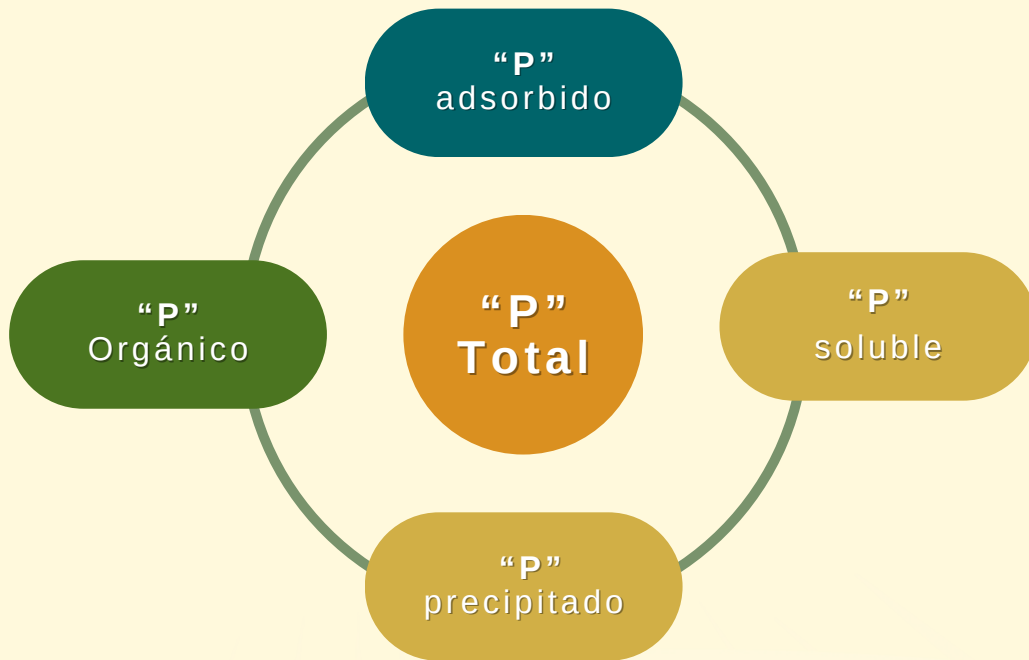 “P”
adsorbido
“P”
Orgánico
“P”
Total
“P”
soluble
“P”
precipitado